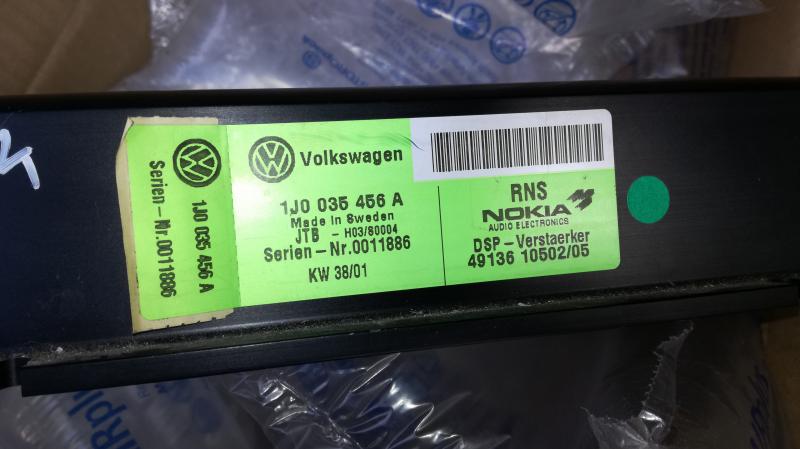 Serien-Nr.0011886
1J0 035 456 A
Volkswagen
1J0 035 456 A
Made in Sweden
JTB - H03/S0004
Serien-Nr.0011886
KW 38/01
RNS
NOKIA
AUDIO ELECTRONICS
DSP-Verstaerker
49136 10502/05